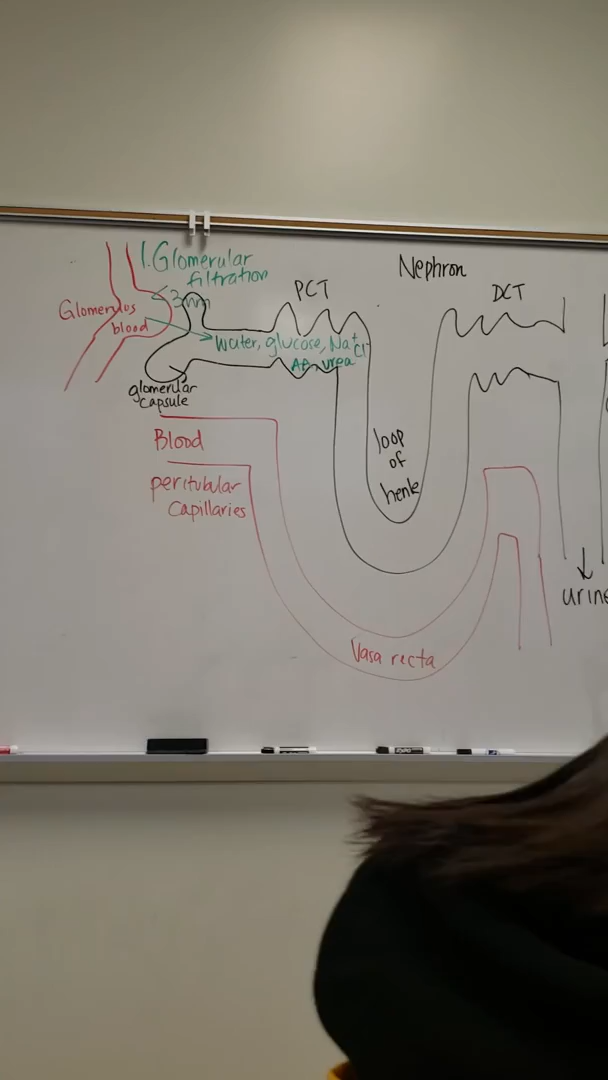 1. Glomerular
filtration
<3nm
Glomerulus
blood
Water, glucose, Na+ Cl-
AA, urea
glomerular
capsule
PCT
Nephron
DCT
loop
of
henle
Blood
peritubular
capillaries
Vasa recta
urine